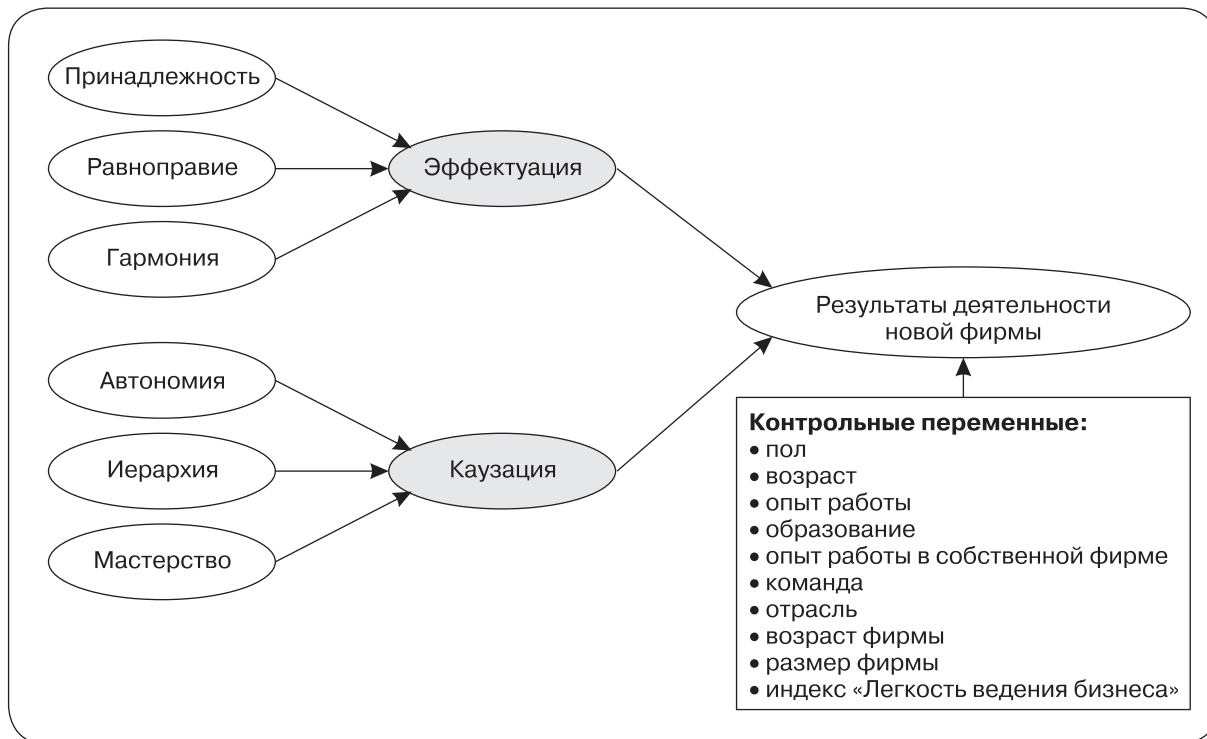 Принадлежность
Равноправие
Гармония
Эффектуация
Автономия
Иерархия
Мастерство
Каузация
Результаты деятельности
новой фирмы
Контрольные переменные:
• пол
• возраст
• опыт работы
• образование
• опыт работы в собственной фирме
• команда
• отрасль
• возраст фирмы
• размер фирмы
• индекс «Легкость ведения бизнеса»